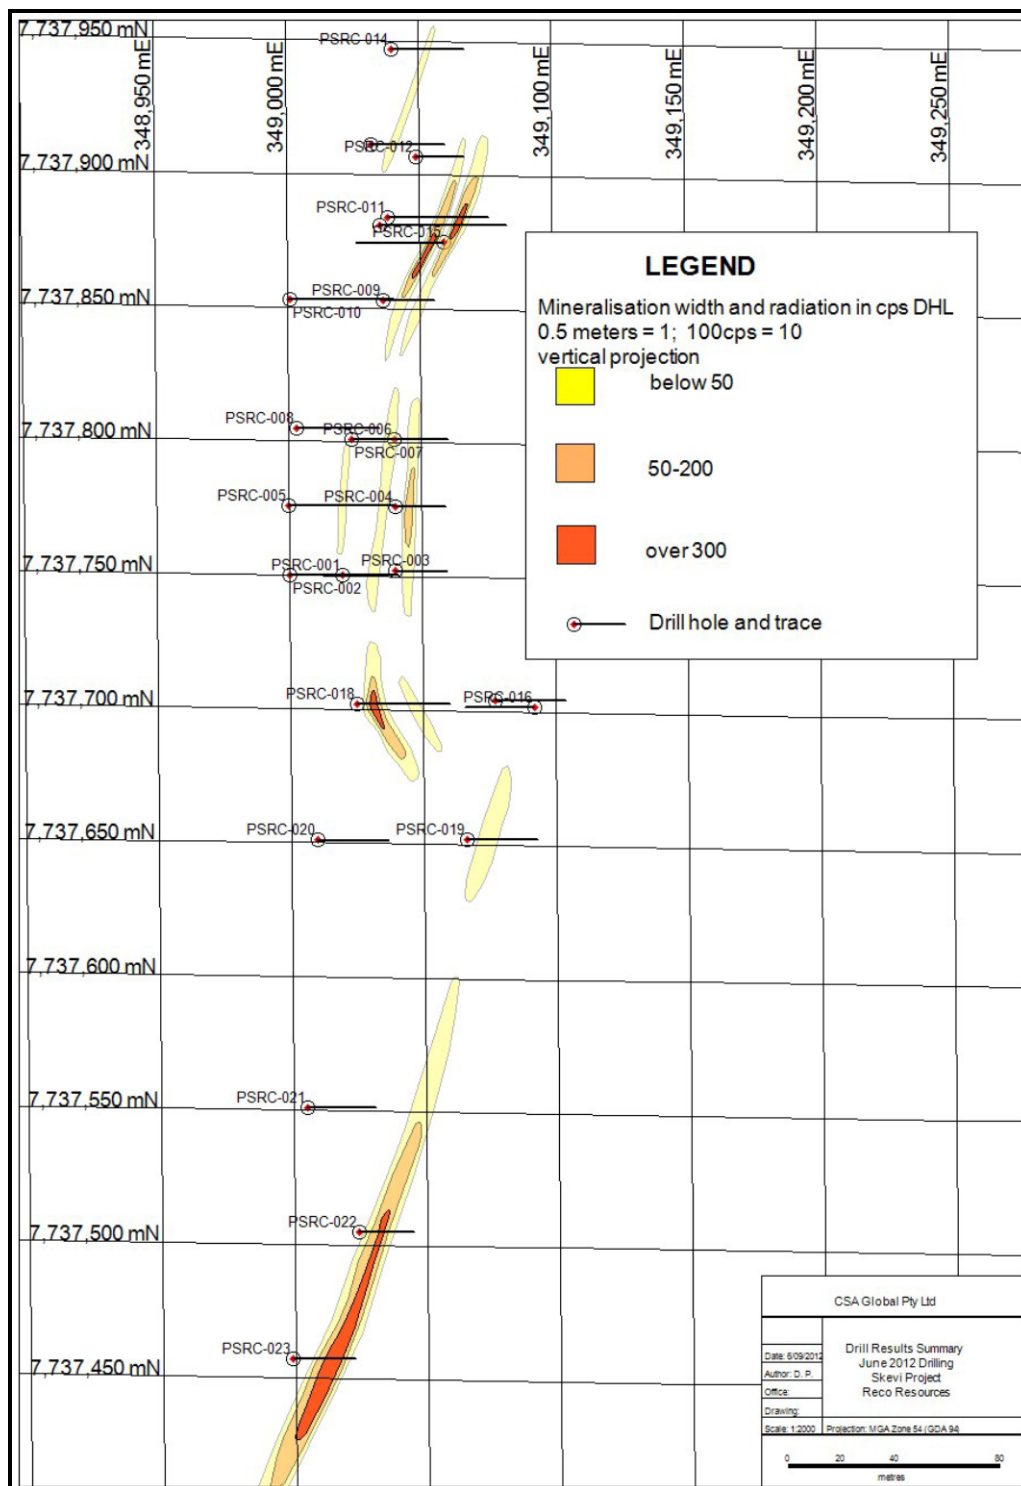 7,737,950 mN
PSRC-014
348,950 mE
349,000 mE
349,100 mE
349,150 mE
349,200 mE
349,250 mE
7,737,900 mN
PSRC-012
PSRC-011
PSRC-015
7,737,850 mN
PSRC-009
PSRC-010
LEGEND
Mineralisation width and radiation in cps DHL
0.5 meters = 1; 100cps = 10
vertical projection
below 50
50-200
over 300
Drill hole and trace
7,737,800 mN
PSRC-008
PSRC-006
PSRC-007
PSRC-005
PSRC-004
7,737,750 mN
PSRC-001
PSRC-003
PSRC-002
7,737,700 mN
PSRC-018
PSRC-016
7,737,650 mN
PSRC-020
PSRC-019
7,737,600 mN
7,737,550 mN
PSRC-021
7,737,500 mN
PSRC-022
7,737,450 mN
PSRC-023
CSA Global Pty Ltd
Date: 6/09/2012
Author: D. P.
Office:
Drawing:
Drill Results Summary
June 2012 Drilling
Skevi Project
Reco Resources
Scale: 1:2000
Projection: MGA Zone 54 (GDA 94)
0 20 40 80
metres